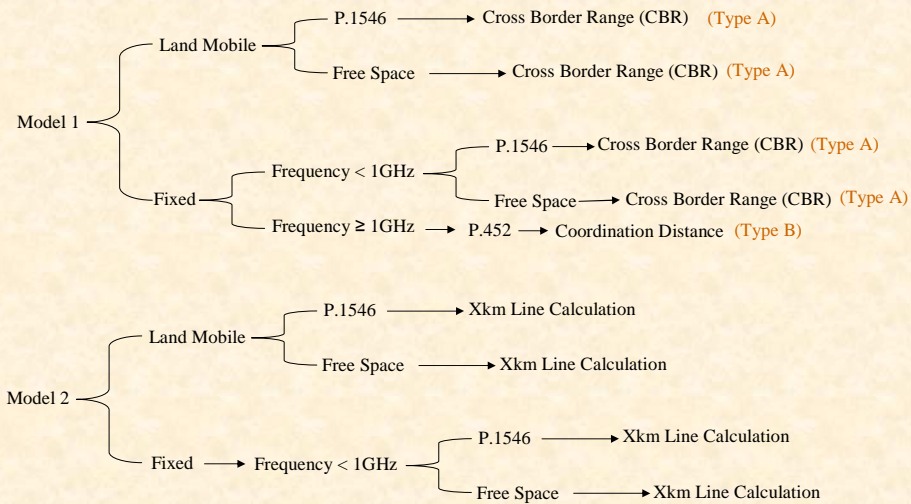 P.1546 Cross Border Range (CBR) (Type A)
Land Mobile
Free Space Cross Border Range (CBR) (Type A)
Model 1
P.1546 Cross Border Range (CBR) (Type A)
Frequency < 1GHz
Fixed
Free Space Cross Border Range (CBR) (Type A)
Frequency ≥ 1GHz P.452 Coordination Distance (Type B)
P.1546 Xkm Line Calculation
Land Mobile
Free Space Xkm Line Calculation
Model 2
P.1546 Xkm Line Calculation
Fixed Frequency < 1GHz
Free Space Xkm Line Calculation